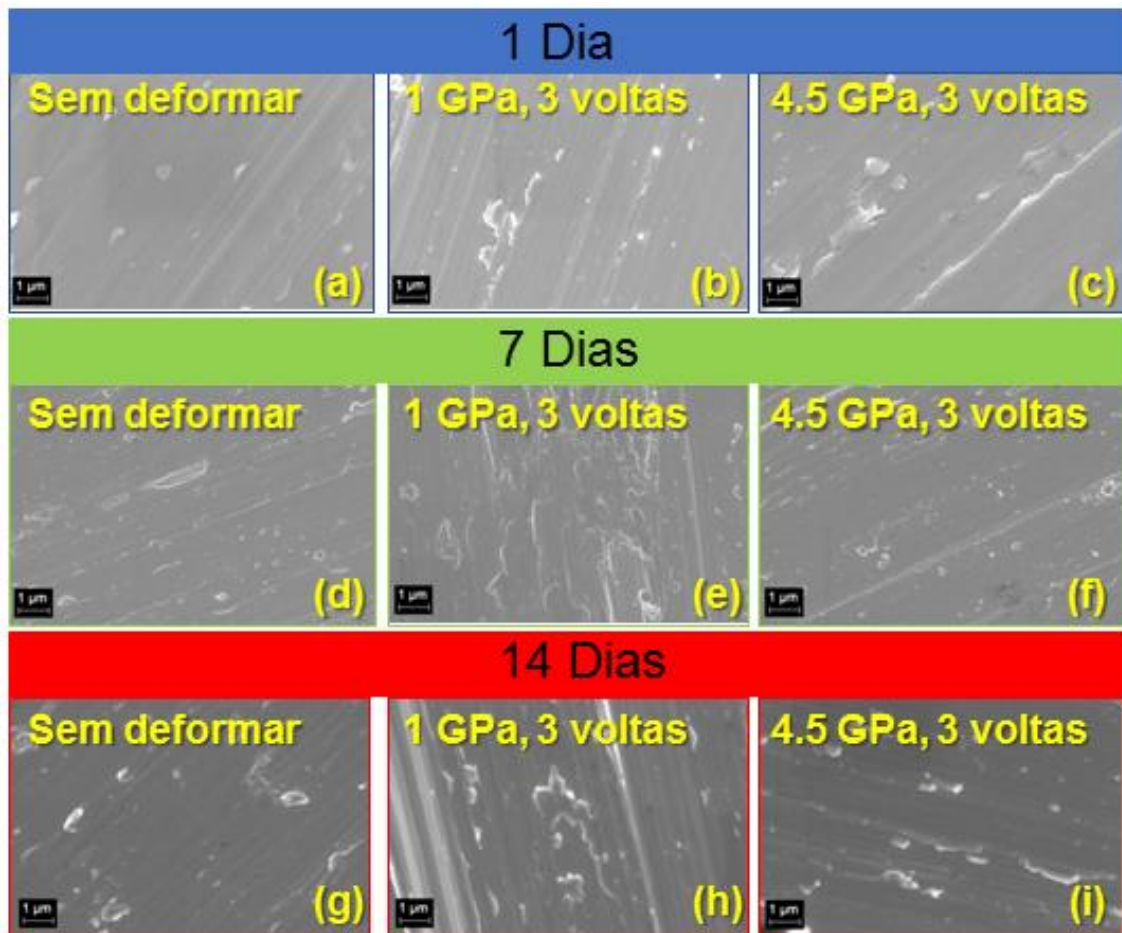 1 Dia
Sem deformar
1 GPa, 3 voltas
4.5 GPa, 3 voltas
1 µm
(a)
1 µm
(b)
1 µm
(c)
7 Dias
Sem deformar
1 GPa, 3 voltas
4.5 GPa, 3 voltas
1 µm
(d)
1 µm
(e)
1 µm
(f)
14 Dias
Sem deformar
1 GPa, 3 voltas
4.5 GPa, 3 voltas
1 µm
(g)
1 µm
(h)
1 µm
(i)